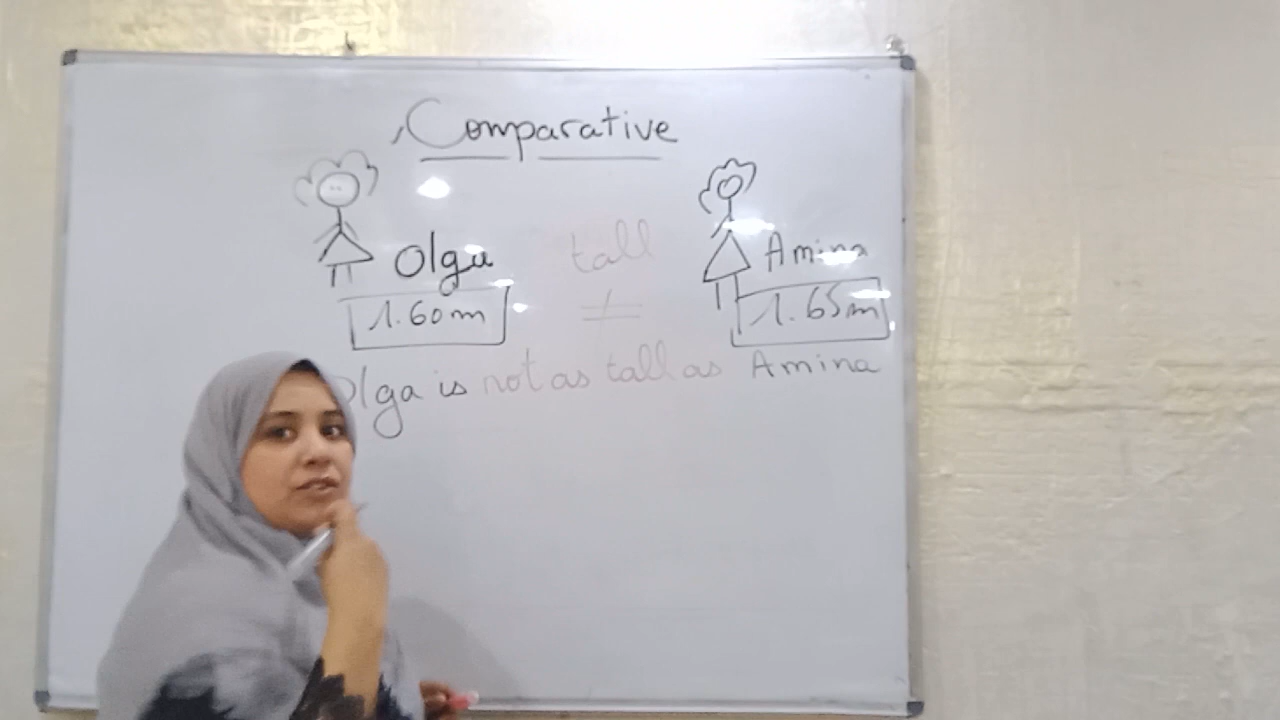 Comparative
Olga tall Amina
1.60m ≠ 1.65m
Olga is not as tall as Amina